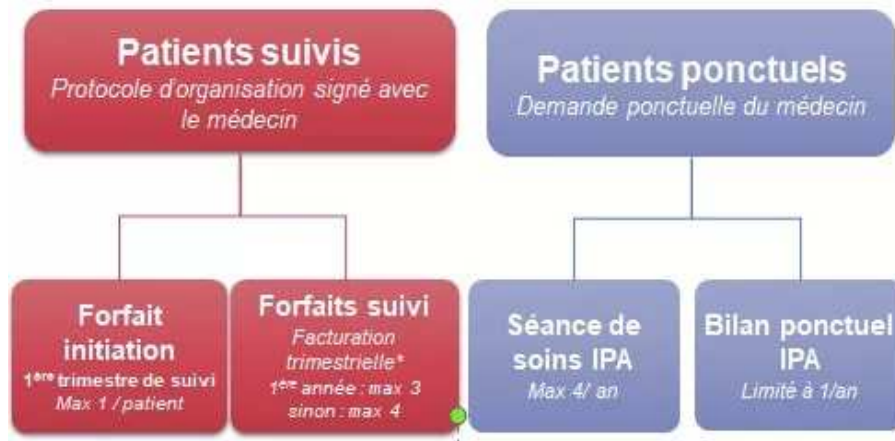 Patients suivis
Protocole d'organisation signé avec
le médecin
Patients ponctuels
Demande ponctuelle du médecin
Forfait
initiation
1ère trimestre de suivi
Max 1 / patient
Forfaits suivi
Facturation
trimestrielle*
1ère année : max 3
sinon : max 4
Séance de
soins IPA
Max 4/ an
Bilan ponctuel
IPA
Limité à 1/an